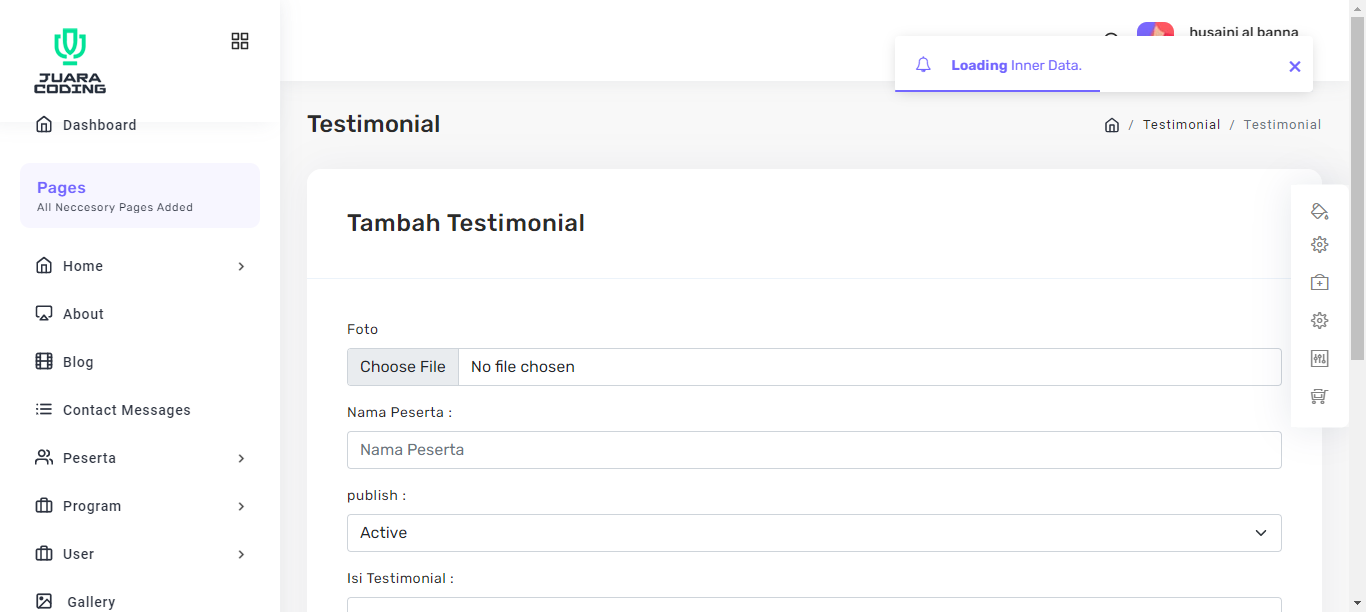 JUARA
CODING
husaini al banna
Loading Inner Data.
Dashboard
Testimonial
/ Testimonial / Testimonial
Pages
All Neccesory Pages Added
Tambah Testimonial
Home
About
Blog
Contact Messages
Peserta
Program
User
Gallery
Foto
Choose File No file chosen
Nama Peserta :
Nama Peserta
publish :
Active
Isi Testimonial :